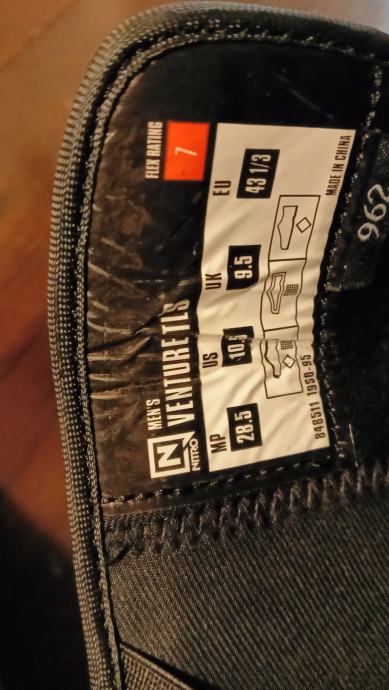 MEN'S
VENTURE TLS
N
NITRO
FLEX RATING
7
MP US UK EU
28.5 10.5 9.5 43 1/3
848511 19S0-95
MADE IN CHINA
962